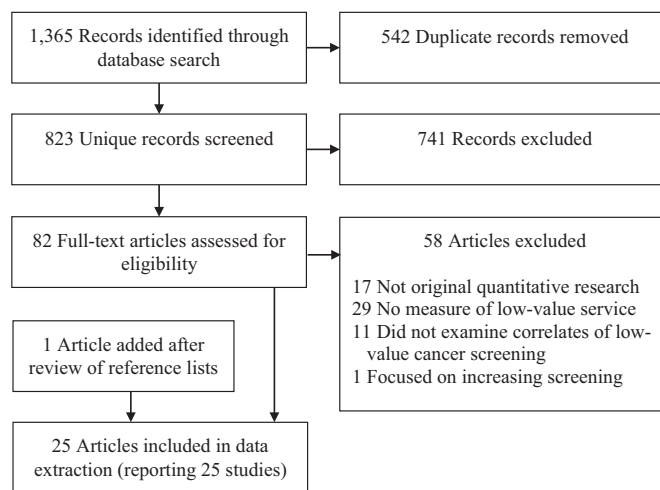 1,365 Records identified through
database search
542 Duplicate records removed
823 Unique records screened
741 Records excluded
82 Full-text articles assessed for
eligibility
58 Articles excluded
17 Not original quantitative research
29 No measure of low-value service
11 Did not examine correlates of low-
value cancer screening
1 Focused on increasing screening
1 Article added after
review of reference lists
25 Articles included in data
extraction (reporting 25 studies)